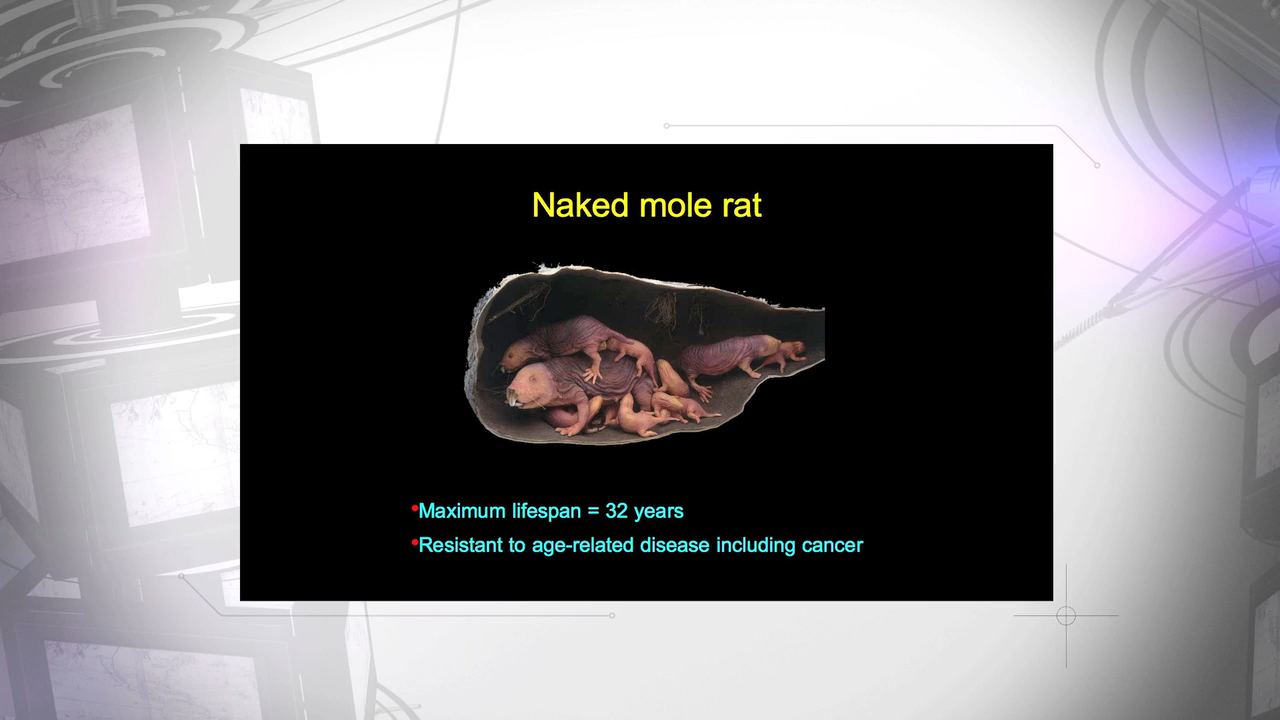 Naked mole rat
•Maximum lifespan = 32 years
•Resistant to age-related disease including cancer